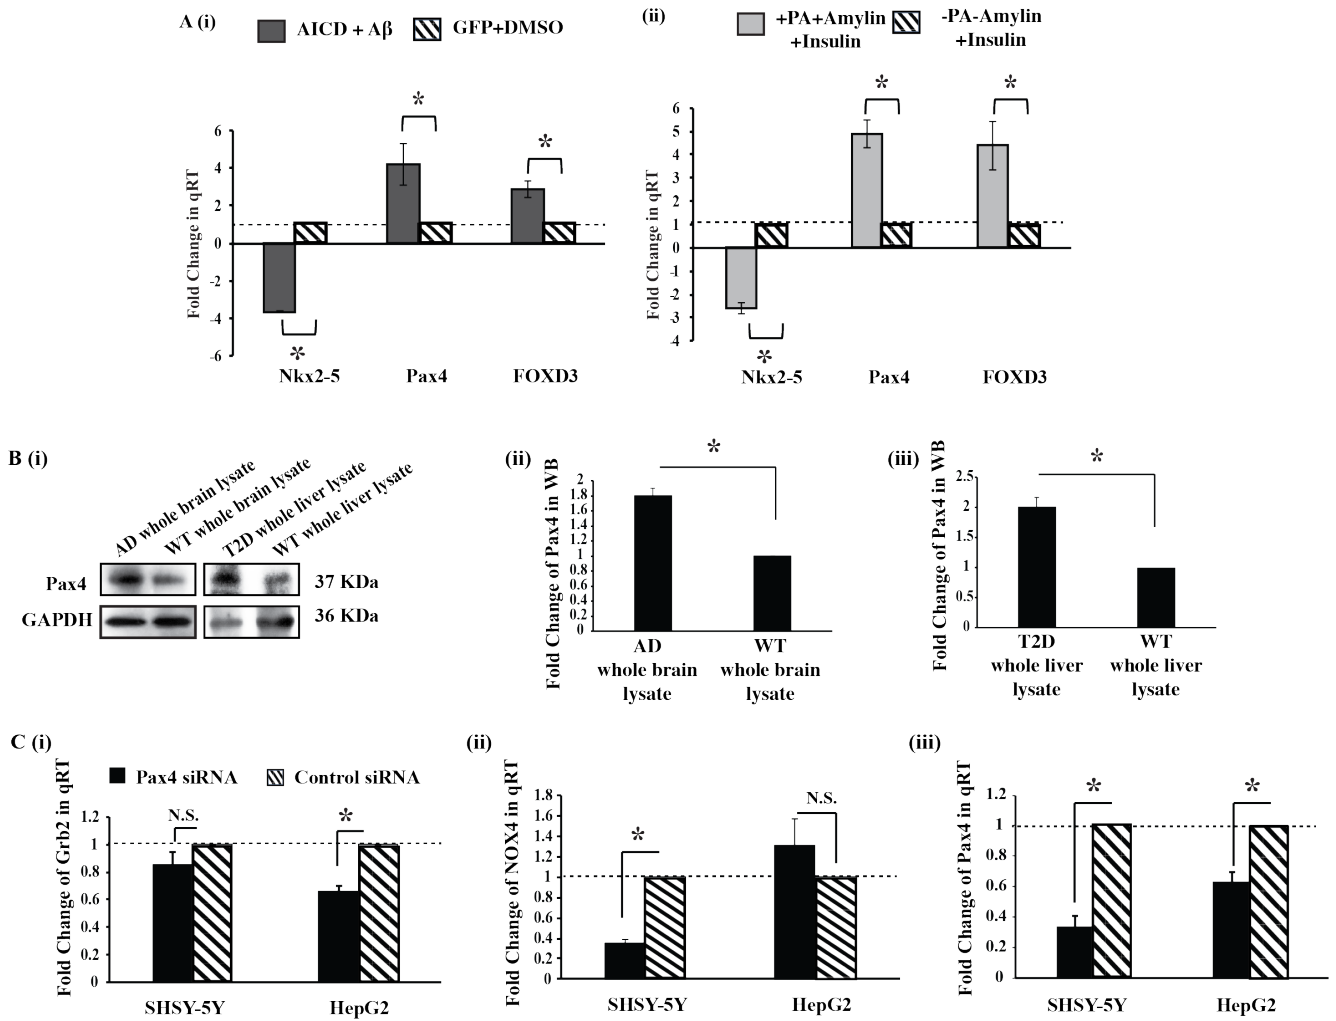 A (i)
AICD + Aβ
GFP+DMSO
Fold Change in qRT
6
4
2
0
-2
-4
-6
*
*
*
Nkx2-5
Pax4
FOXD3
(ii)
+PA+Amylin
+Insulin
-PA-Amylin
+Insulin
Fold Change in qRT
6
5
4
3
2
1
0
-1
-2
-3
-4
*
*
*
Nkx2-5
Pax4
FOXD3
B (i)
AD whole brain lysate
WT whole brain lysate
T2D whole liver lysate
WT whole liver lysate
Pax4
37 KDa
GAPDH
36 KDa
(ii)
Fold Change of Pax4 in WB
2
1.8
1.6
1.4
1.2
1
0.8
0.6
0.4
0.2
0
*
AD
whole brain
lysate
WT
whole brain
lysate
(iii)
Fold Change of Pax4 in WB
2.5
2
1.5
1
0.5
0
*
T2D
whole liver
lysate
WT
whole liver
lysate
C (i)
Pax4 siRNA
Control siRNA
Fold Change of Grb2 in qRT
1.2
1
0.8
0.6
0.4
0.2
0
N.S.
*
SHSY-5Y
HepG2
(ii)
Fold Change of NOX4 in qRT
1.8
1.6
1.4
1.2
1
0.8
0.6
0.4
0.2
0
*
N.S.
SHSY-5Y
HepG2
(iii)
Fold Change of Pax4 in qRT
1.2
1
0.8
0.6
0.4
0.2
0
*
*
SHSY-5Y
HepG2